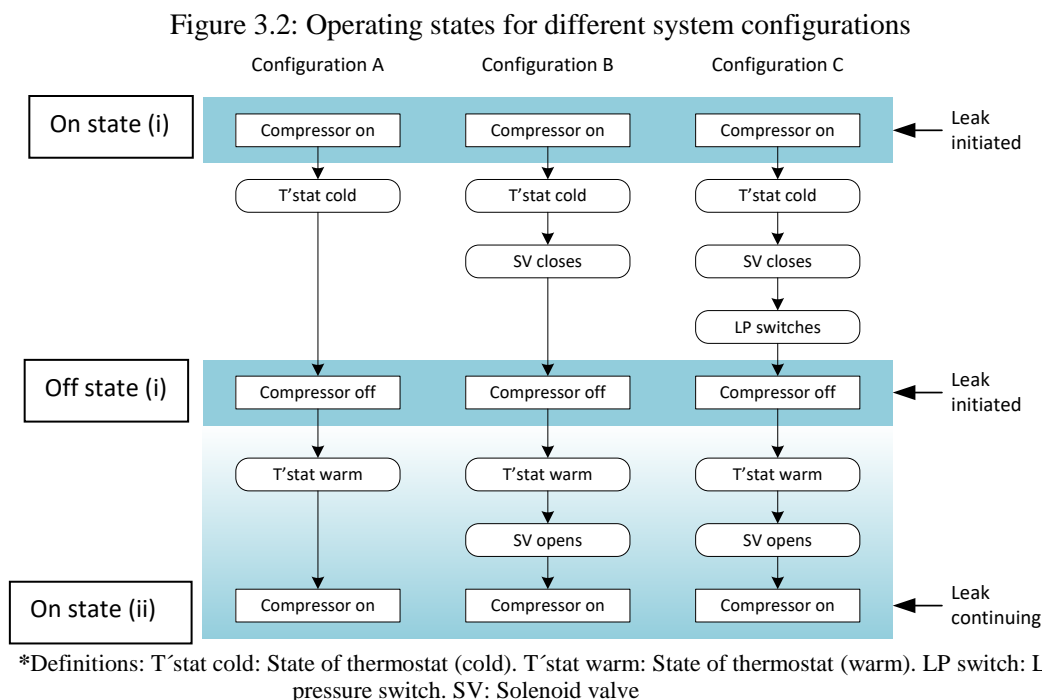 Figure 3.2: Operating states for different system configurations
Configuration A Configuration B Configuration C
On state (i) Compressor on Compressor on Compressor on Leak
initiated
T’stat cold T’stat cold T’stat cold
SV closes SV closes
LP switches
Off state (i) Compressor off Compressor off Compressor off Leak
initiated
T’stat warm T’stat warm T’stat warm
SV opens SV opens
On state (ii) Compressor on Compressor on Compressor on Leak
continuing
*Definitions: T´stat cold: State of thermostat (cold). T´stat warm: State of thermostat (warm). LP switch:
pressure switch. SV: Solenoid valve